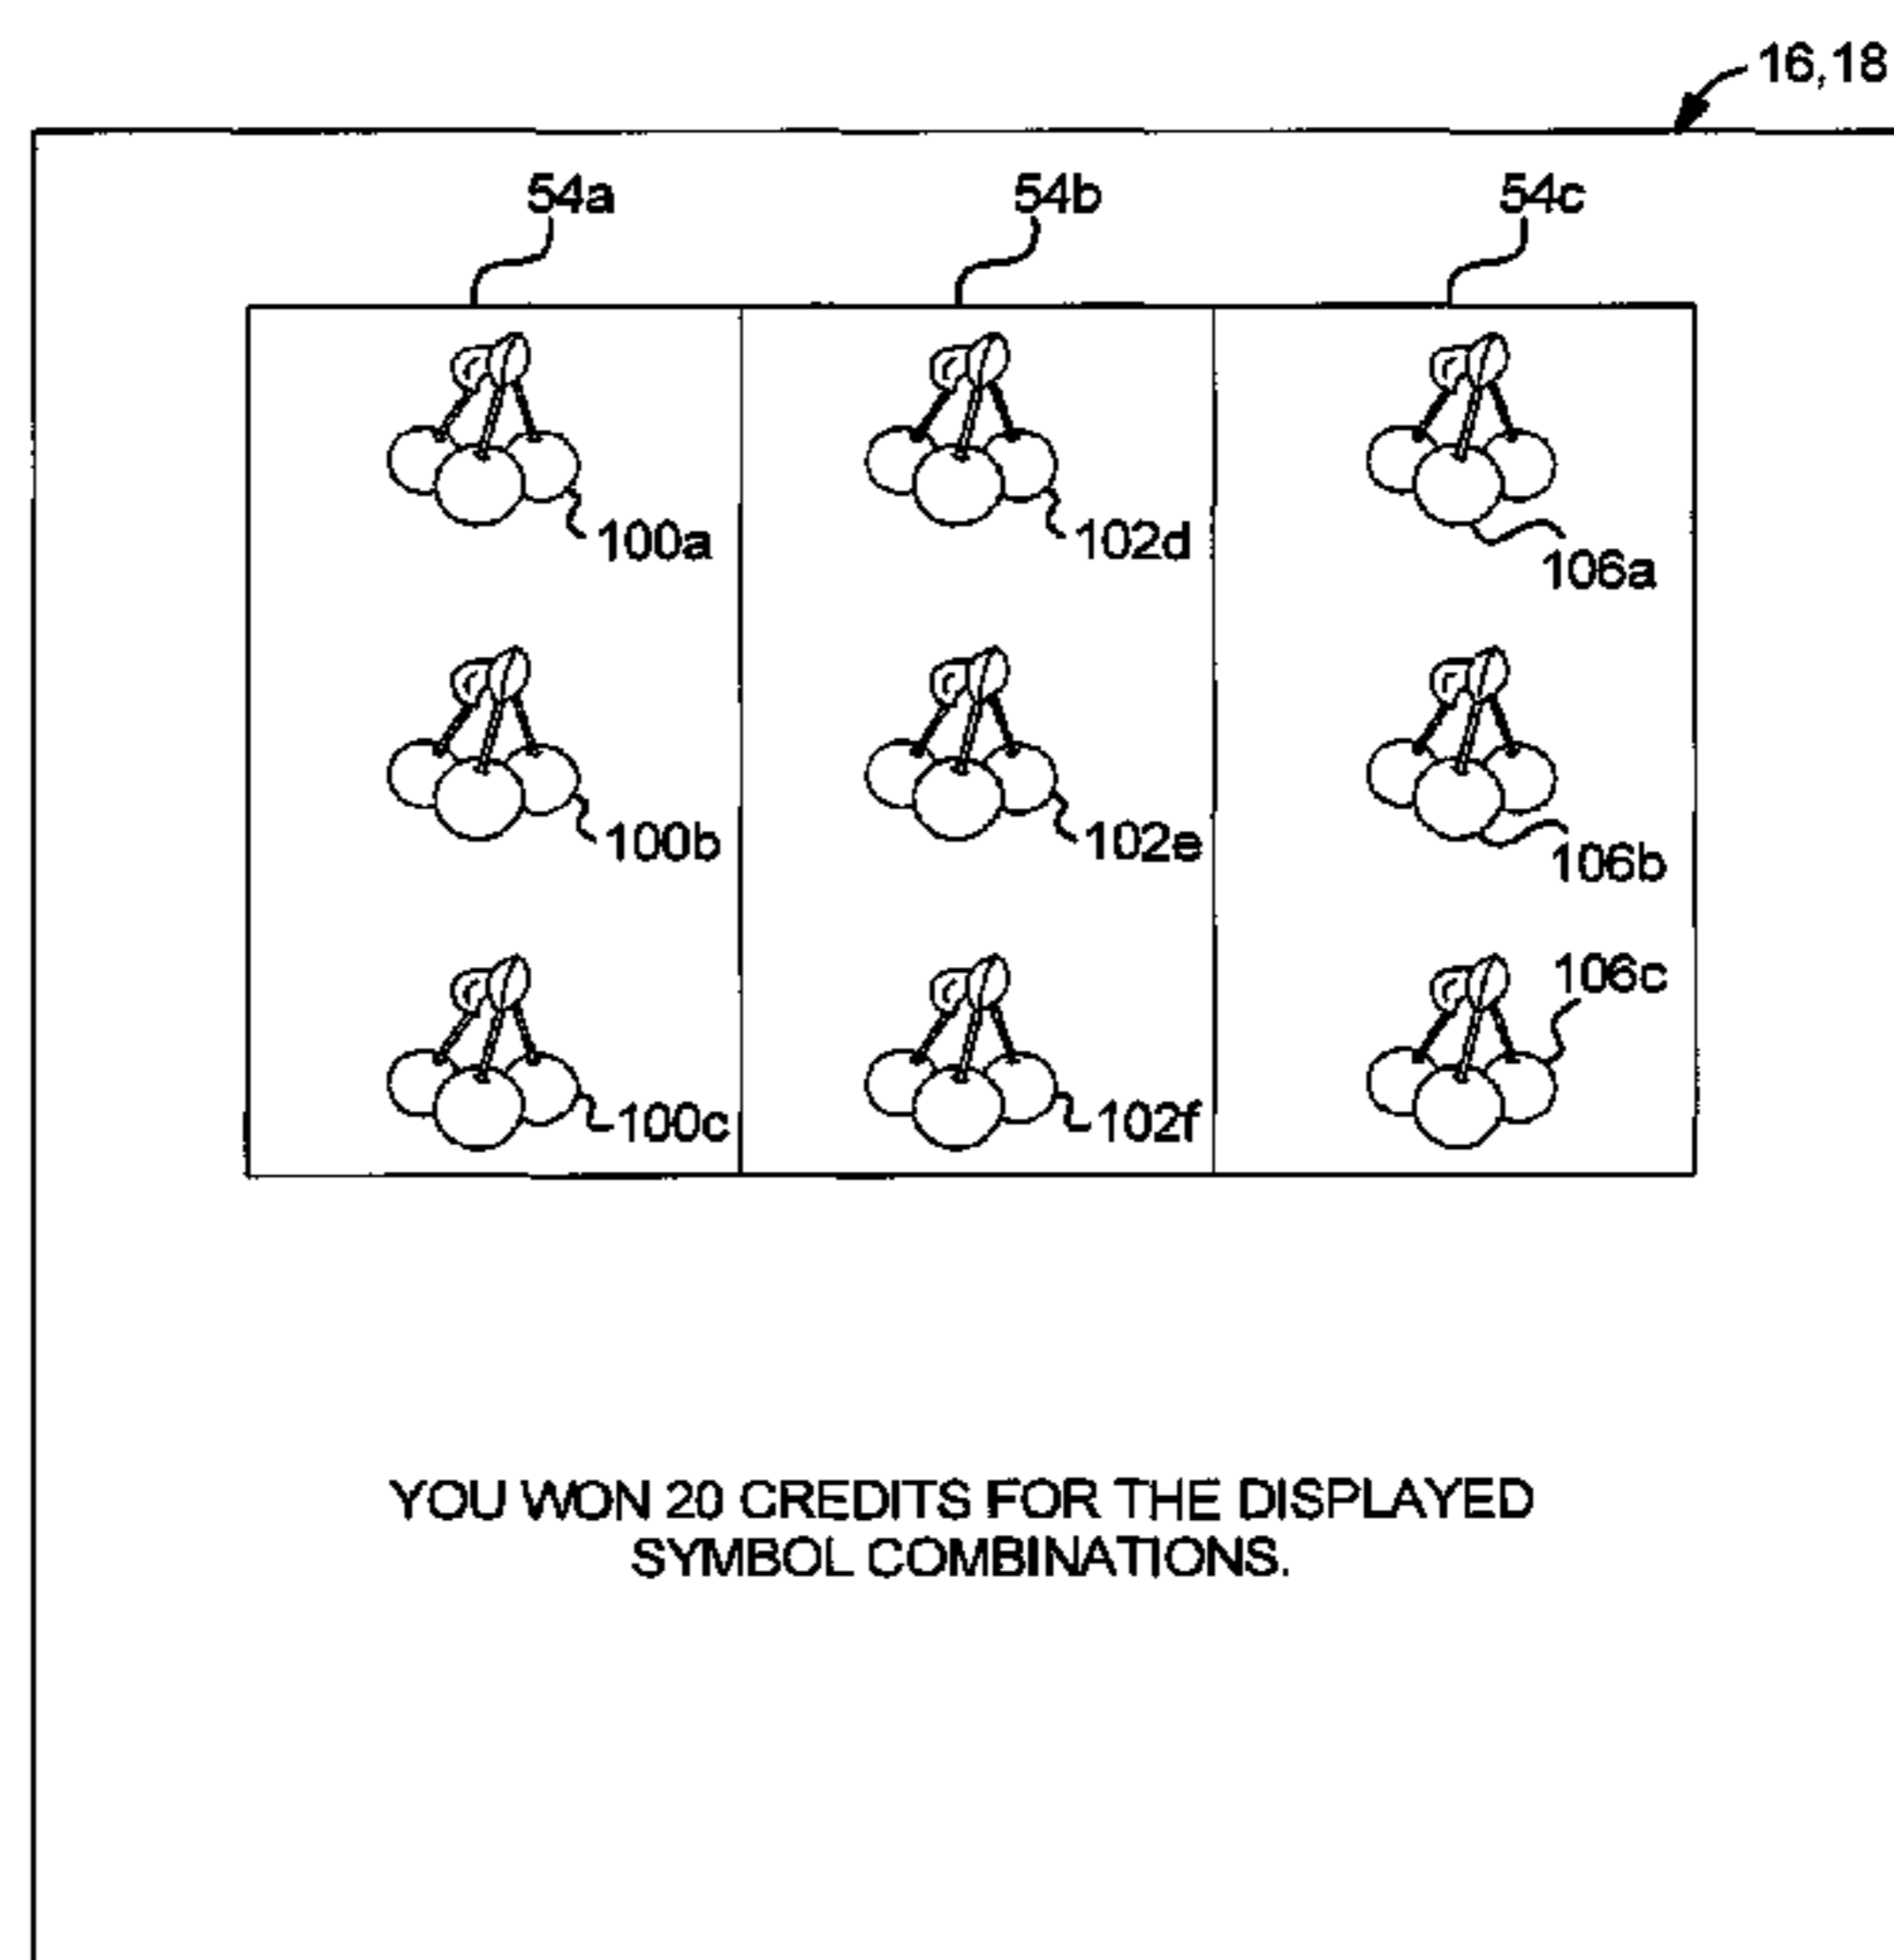 16,18
54a 54b 54c
100a 102d 106a
100b 102e 106b
106c
100c 102f
YOU WON 20 CREDITS FOR THE DISPLAYED
SYMBOL COMBINATIONS.